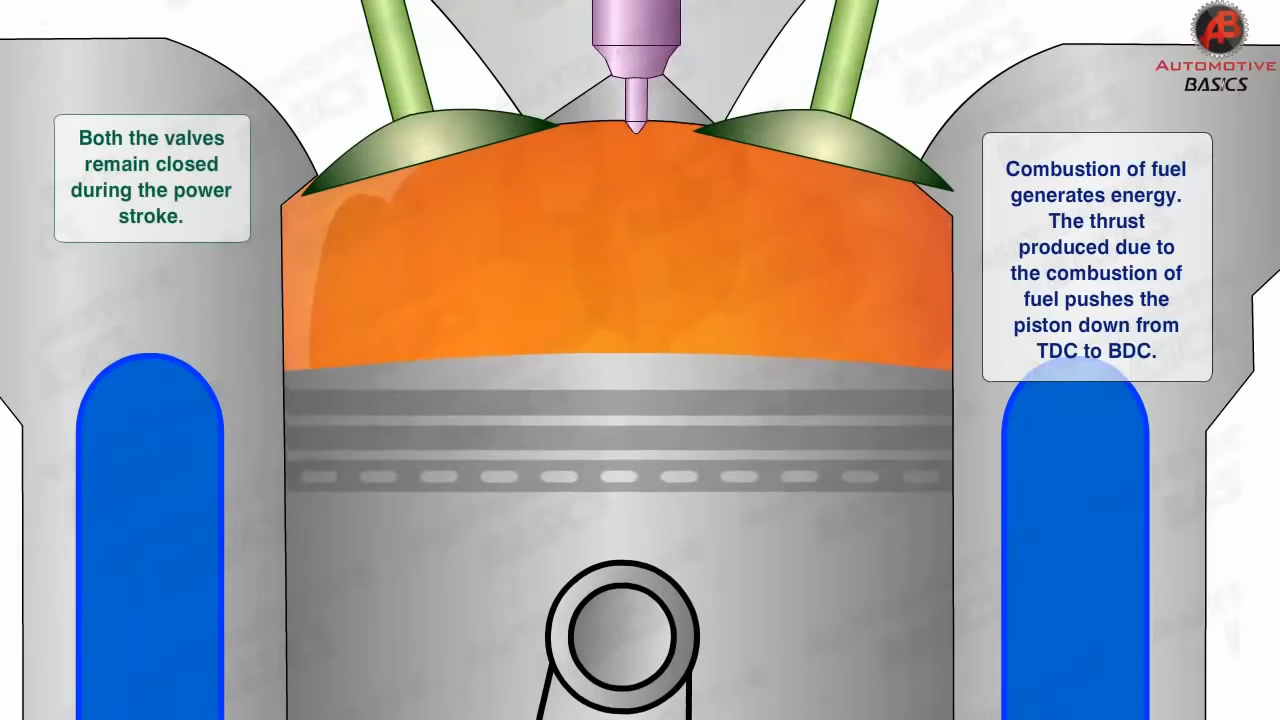 Both the valves
remain closed
during the power
stroke.
Combustion of fuel
generates energy.
The thrust
produced due to
the combustion of
fuel pushes the
piston down from
TDC to BDC.
AB
AUTOMOTIVE
BASICS